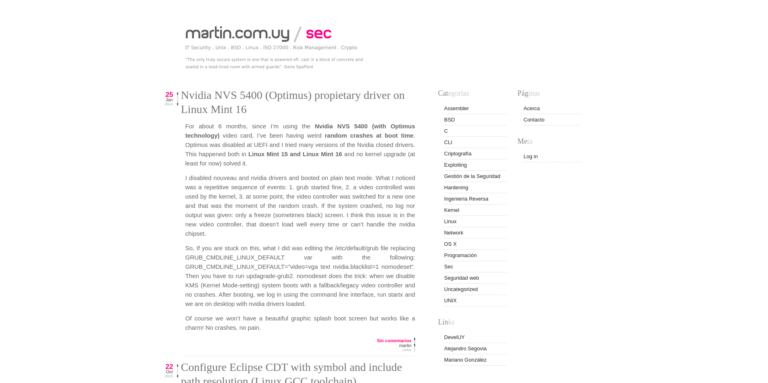 martin.com.uy / sec
IT Security . Unix . BSD . Linux . ISO 27000 . Risk Management . Crypto
"The only truly secure system is one that is powered off, cast in a block of concrete and
sealed in a lead-lined room with armed guards" Gene Spafford
25
Jan
Nvidia NVS 5400 (Optimus) propietary driver on
Linux Mint 16
For about 6 months, since I'm using the Nvidia NVS 5400 (with Optimus
technology) video card, I've been having weird random crashes at boot time.
Optimus was disabled at UEFI and I tried many versions of the Nvidia closed drivers.
This happened both in Linux Mint 15 and Linux Mint 16 and no kernel upgrade (at
least for now) solved it.
I disabled nouveau and nvidia drivers and booted on plain text mode. What I noticed
was a repetitive sequence of events: 1. grub started fine, 2. a video controlled was
used by the kernel, 3. at some point, the video controller was switched for a new one
and that was the moment of the random crash. If the system crashed, no log nor
output was given: only a freeze (sometimes black) screen. I think this issue is in the
new video controller, that doesn't load well every time or can't handle the nvidia
chipset.
So, if you are stuck on this, what I did was editing the /etc/default/grub file replacing
GRUB_CMDLINE_LINUX_DEFAULT var with the following:
GRUB_CMDLINE_LINUX_DEFAULT="video=vga text nvidia.blacklist=1 nomodeset".
Then you have to run updagrade-grub2. nomodeset does the trick: when we disable
KMS (Kernel Mode-setting) system boots with a fallback/legacy video controller and
no crashes. After booting, we log in using the command line interface, run startx and
we are on desktop with nvidia drivers loaded.
Of course we won't have a beautiful graphic splash boot screen but works like a
charm! No crashes, no pain.
Sin comentarios
martin
22
Oct
Configure Eclipse CDT with symbol and include
path resolution (Linux GCC toolchain)
Categorías
Assembler
BSD
C
CLI
Criptografía
Exploiting
Gestión de la Seguridad
Hardening
Ingeniería Reversa
Kernel
Linux
Network
OS X
Programación
Sec
Seguridad web
Uncategorized
UNIX
Links
DevelUY
Alejandro Segovia
Mariano González
Páginas
Acerca
Contacto
Meta
Log in